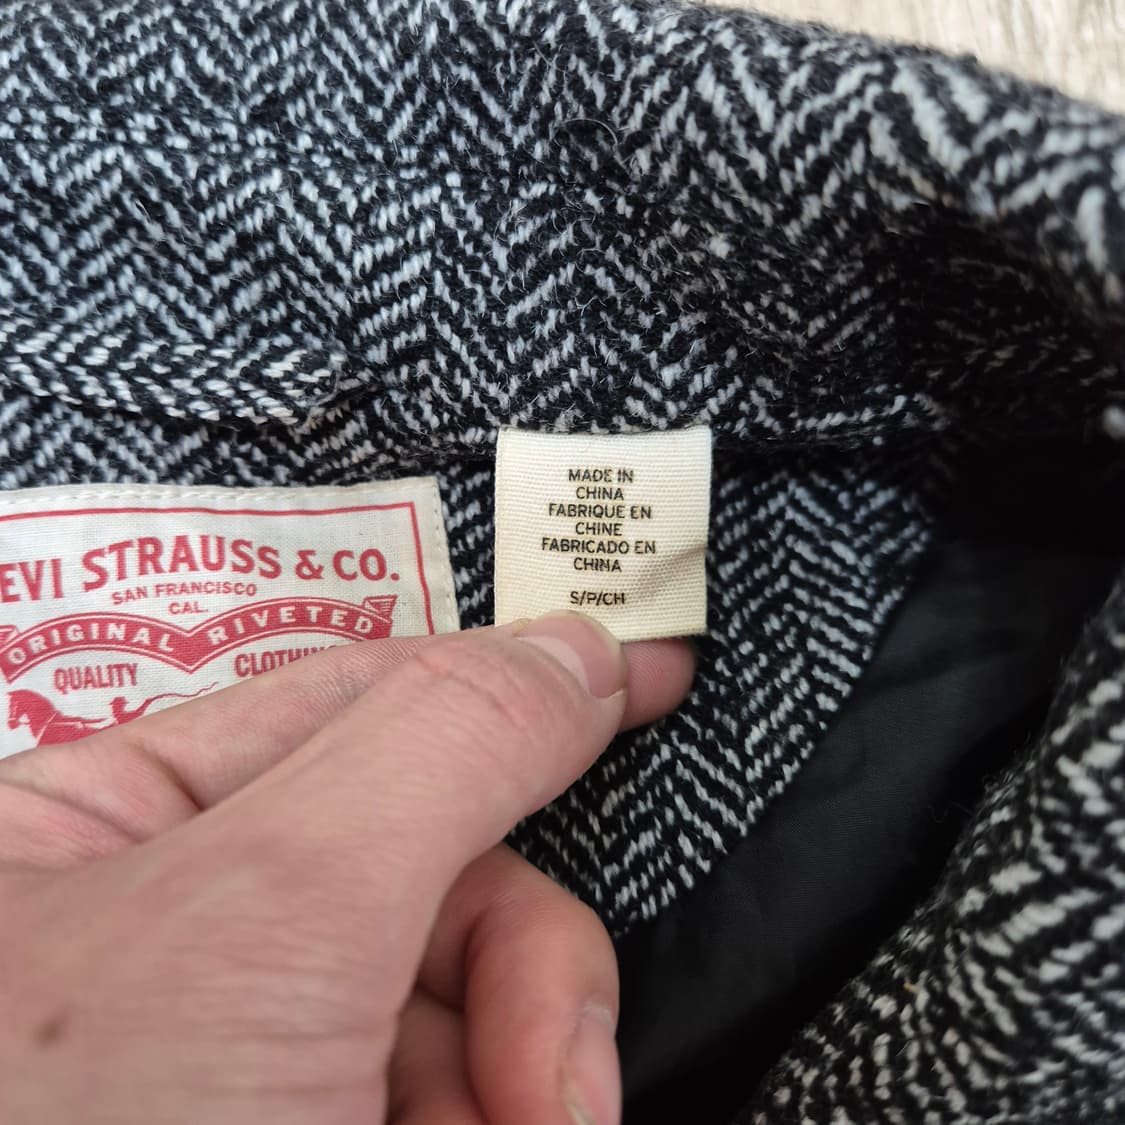 EVI STRAUSS & CO.
SAN FRANCISCO
CAL.
ORIGINAL RIVETED
QUALITY CLOTHIN
MADE IN
CHINA
FABRIQUE EN
CHINE
FABRICADO EN
CHINA
S/P/CH